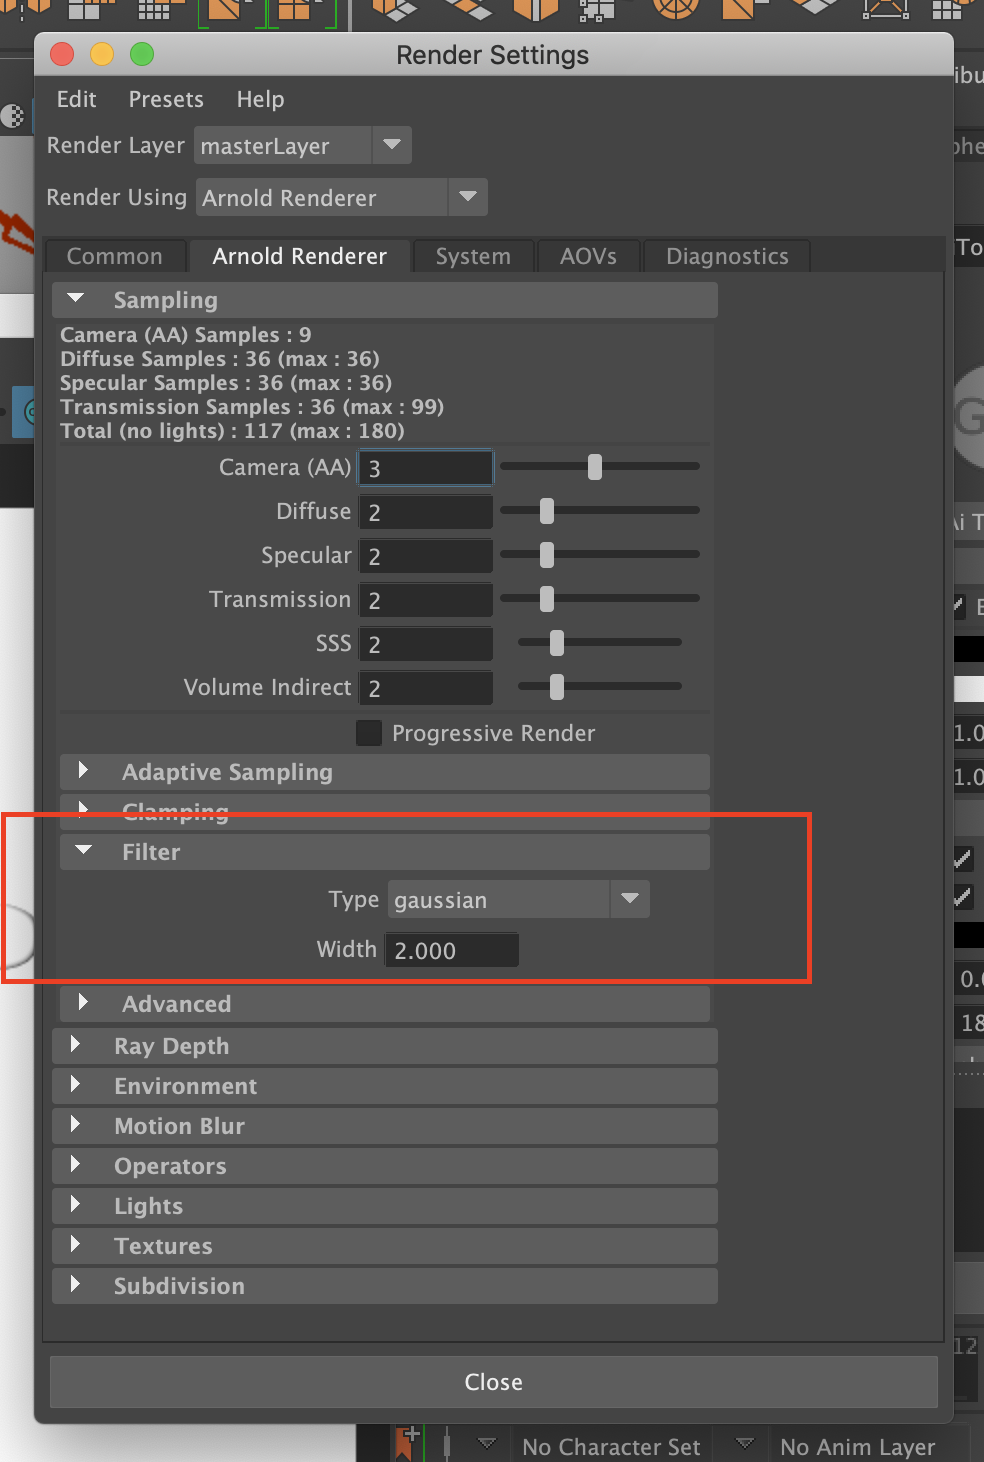 Render Settings
Edit Presets Help
Render Layer masterLayer
Render Using Arnold Renderer
Common Arnold Renderer System AOVs Diagnostics
Sampling
Camera (AA) Samples : 9
Diffuse Samples : 36 (max : 36)
Specular Samples : 36 (max : 36)
Transmission Samples : 36 (max : 99)
Total (no lights) : 117 (max : 180)
Camera (AA) 3
Diffuse 2
Specular 2
Transmission 2
SSS 2
Volume Indirect 2
Progressive Render
Adaptive Sampling
Clamping
Filter
Type gaussian
Width 2.000
Advanced
Ray Depth
Environment
Motion Blur
Operators
Lights
Textures
Subdivision
Close
No Character Set No Anim Layer